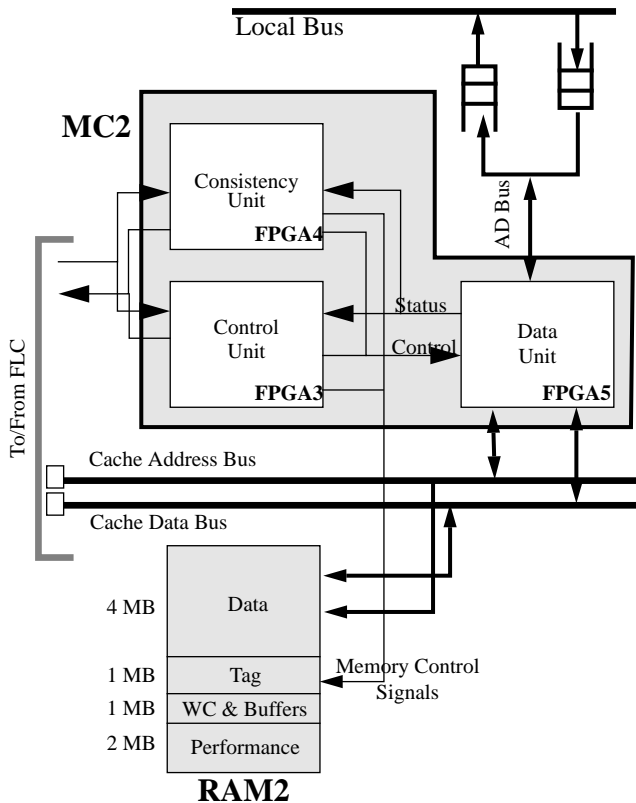 Local Bus
MC2
Consistency
Unit
FPGA4
AD Bus
Control
Unit
FPGA3
Status
Control
Data
Unit
FPGA5
To/From FLC
Cache Address Bus
Cache Data Bus
4 MB
Data
1 MB
Tag
Memory Control
Signals
1 MB
WC & Buffers
2 MB
Performance
RAM2